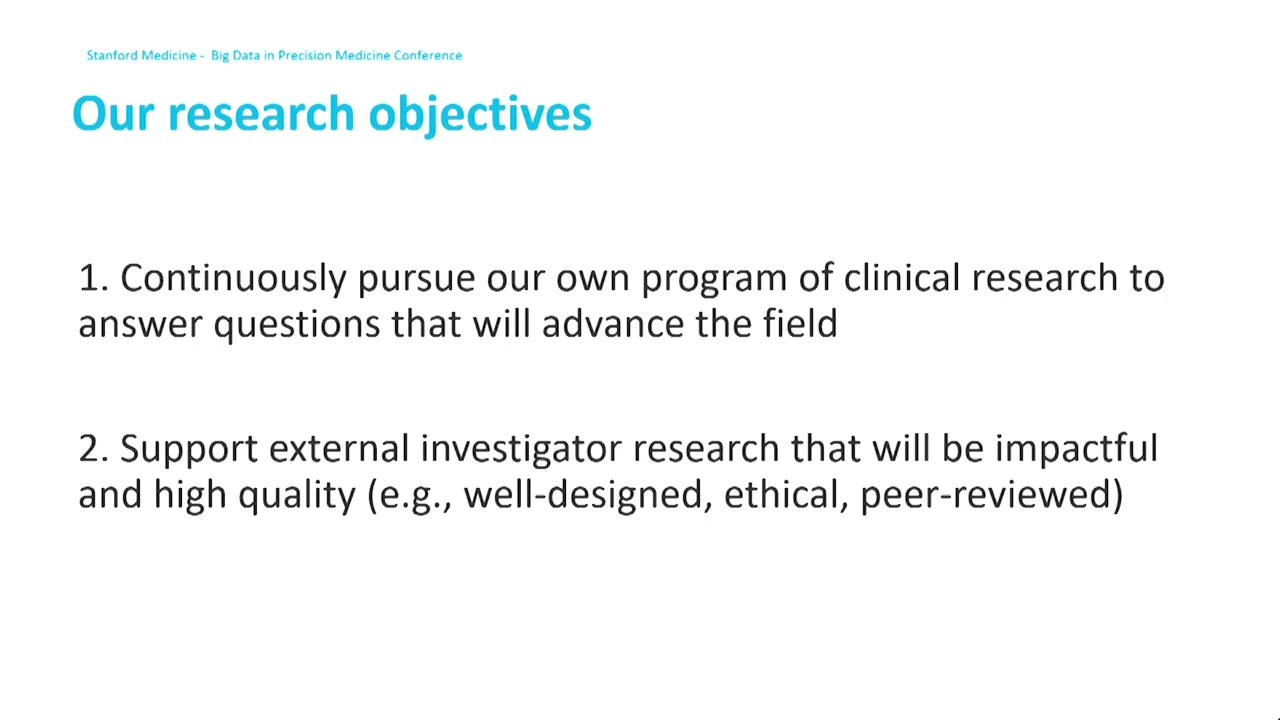 Stanford Medicine - Big Data in Precision Medicine Conference
Our research objectives
1. Continuously pursue our own program of clinical research to
answer questions that will advance the field
2. Support external investigator research that will be impactful
and high quality (e.g., well-designed, ethical, peer-reviewed)